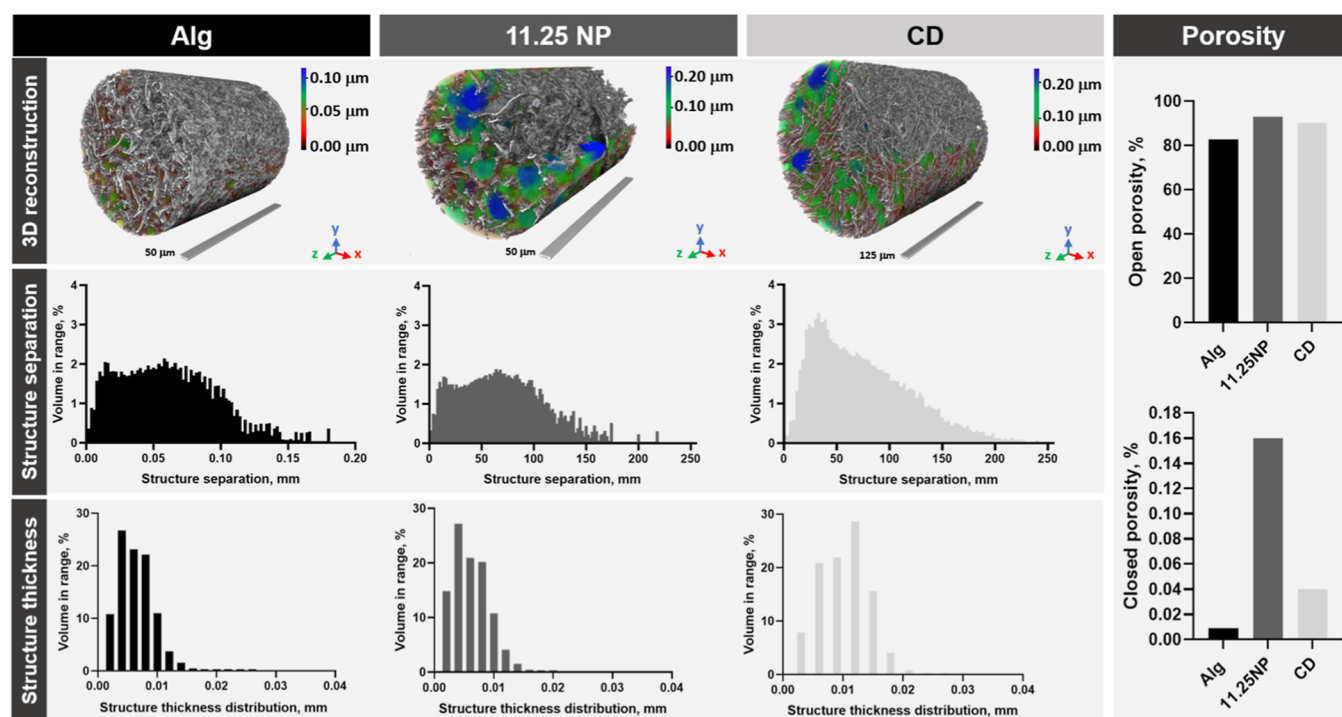 Alg
11.25 NP
CD
Porosity
3D reconstruction
0.10 μm
0.05 μm
0.00 μm
50 μm
y
z
x
0.20 μm
0.10 μm
0.00 μm
50 μm
y
z
x
0.20 μm
0.10 μm
0.00 μm
125 μm
y
z
x
Structure separation
Volume in range, %
4
3
2
1
0
0.00 0.05 0.10 0.15 0.20
Structure separation, mm
Volume in range, %
4
3
2
1
0
0 50 100 150 200 250
Structure separation, mm
Volume in range, %
4
3
2
1
0
0 50 100 150 200 250
Structure separation, mm
Structure thickness
Volume in range, %
30
20
10
0
0.00 0.01 0.02 0.03 0.04
Structure thickness distribution, mm
Volume in range, %
30
20
10
0
0.00 0.01 0.02 0.03 0.04
Structure thickness distribution, mm
Volume in range, %
30
20
10
0
0.00 0.01 0.02 0.03 0.04
Structure thickness distribution, mm
Open porosity, %
100
80
60
40
20
0
Alg
11.25NP
CD
Closed porosity, %
0.18
0.16
0.14
0.12
0.10
0.08
0.06
0.04
0.02
0.00
Alg
11.25NP
CD